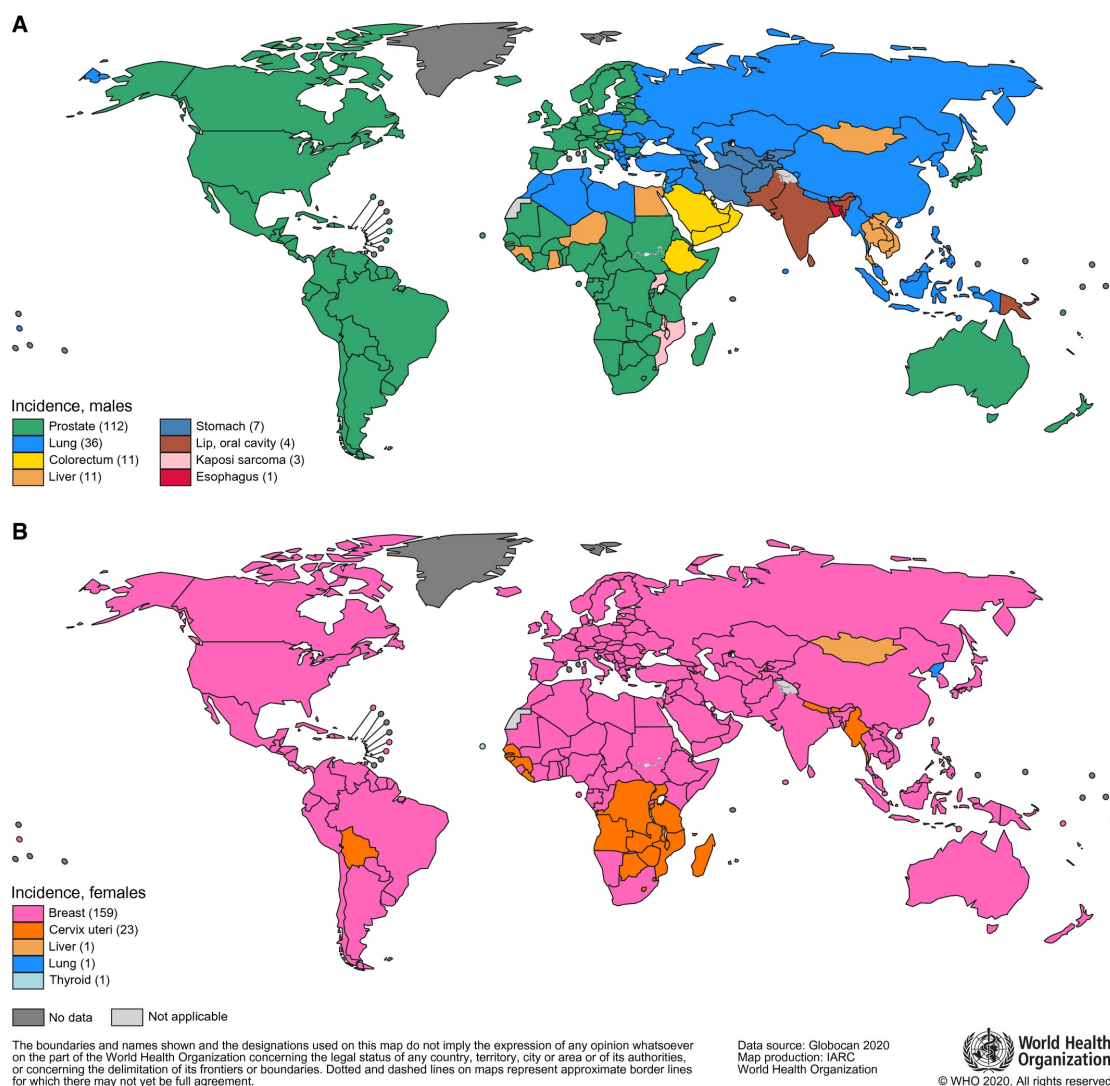 A
Incidence, males
Prostate (112)
Lung (36)
Colorectum (11)
Liver (11)
Stomach (7)
Lip, oral cavity (4)
Kaposi sarcoma (3)
Esophagus (1)
B
Incidence, females
Breast (159)
Cervix uteri (23)
Liver (1)
Lung (1)
Thyroid (1)
No data
Not applicable
The boundaries and names shown and the designations used on this map do not imply the expression of any opinion whatsoever
on the part of the World Health Organization concerning the legal status of any country, territory, city or area or of its authorities,
or concerning the delimitation of its frontiers or boundaries. Dotted and dashed lines on maps represent approximate border lines
for which there may not yet be full agreement.
Data source: Globocan 2020
Map production: IARC
World Health Organization
World Health
Organization
© WHO 2020. All rights reserved